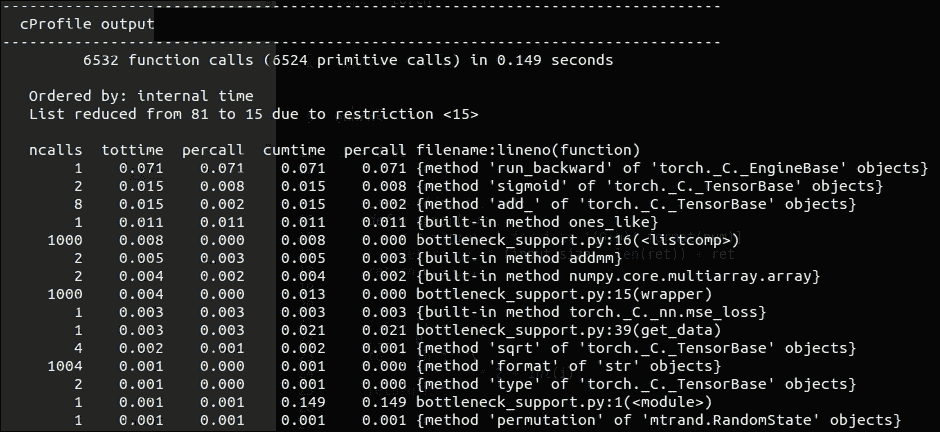 --------------------------------------------------------------------------------
cProfile output
--------------------------------------------------------------------------------
6532 function calls (6524 primitive calls) in 0.149 seconds
Ordered by: internal time
List reduced from 81 to 15 due to restriction <15>
ncalls tottime percall cumtime percall filename:lineno(function)
1 0.071 0.071 0.071 0.071 {method 'run_backward' of 'torch._C._EngineBase' objects}
2 0.015 0.008 0.015 0.008 {method 'sigmoid' of 'torch._C._TensorBase' objects}
8 0.015 0.002 0.015 0.002 {method 'add_' of 'torch._C._TensorBase' objects}
1 0.011 0.011 0.011 0.011 {built-in method ones_like}
1000 0.008 0.000 0.008 0.000 bottleneck_support.py:16(<listcomp>)
2 0.005 0.003 0.005 0.003 {built-in method addmm}
2 0.004 0.002 0.004 0.002 {built-in method numpy.core.multiarray.array}
1000 0.004 0.000 0.013 0.000 bottleneck_support.py:15(wrapper)
1 0.003 0.003 0.003 0.003 {built-in method torch._C._nn.mse_loss}
1 0.003 0.003 0.021 0.021 bottleneck_support.py:39(get_data)
4 0.002 0.001 0.002 0.001 {method 'sqrt' of 'torch._C._TensorBase' objects}
1004 0.001 0.000 0.001 0.000 {method 'format' of 'str' objects}
2 0.001 0.000 0.001 0.000 {method 'type' of 'torch._C._TensorBase' objects}
1 0.001 0.001 0.149 0.149 bottleneck_support.py:1(<module>)
1 0.001 0.001 0.001 0.001 {method 'permutation' of 'mtrand.RandomState' objects}